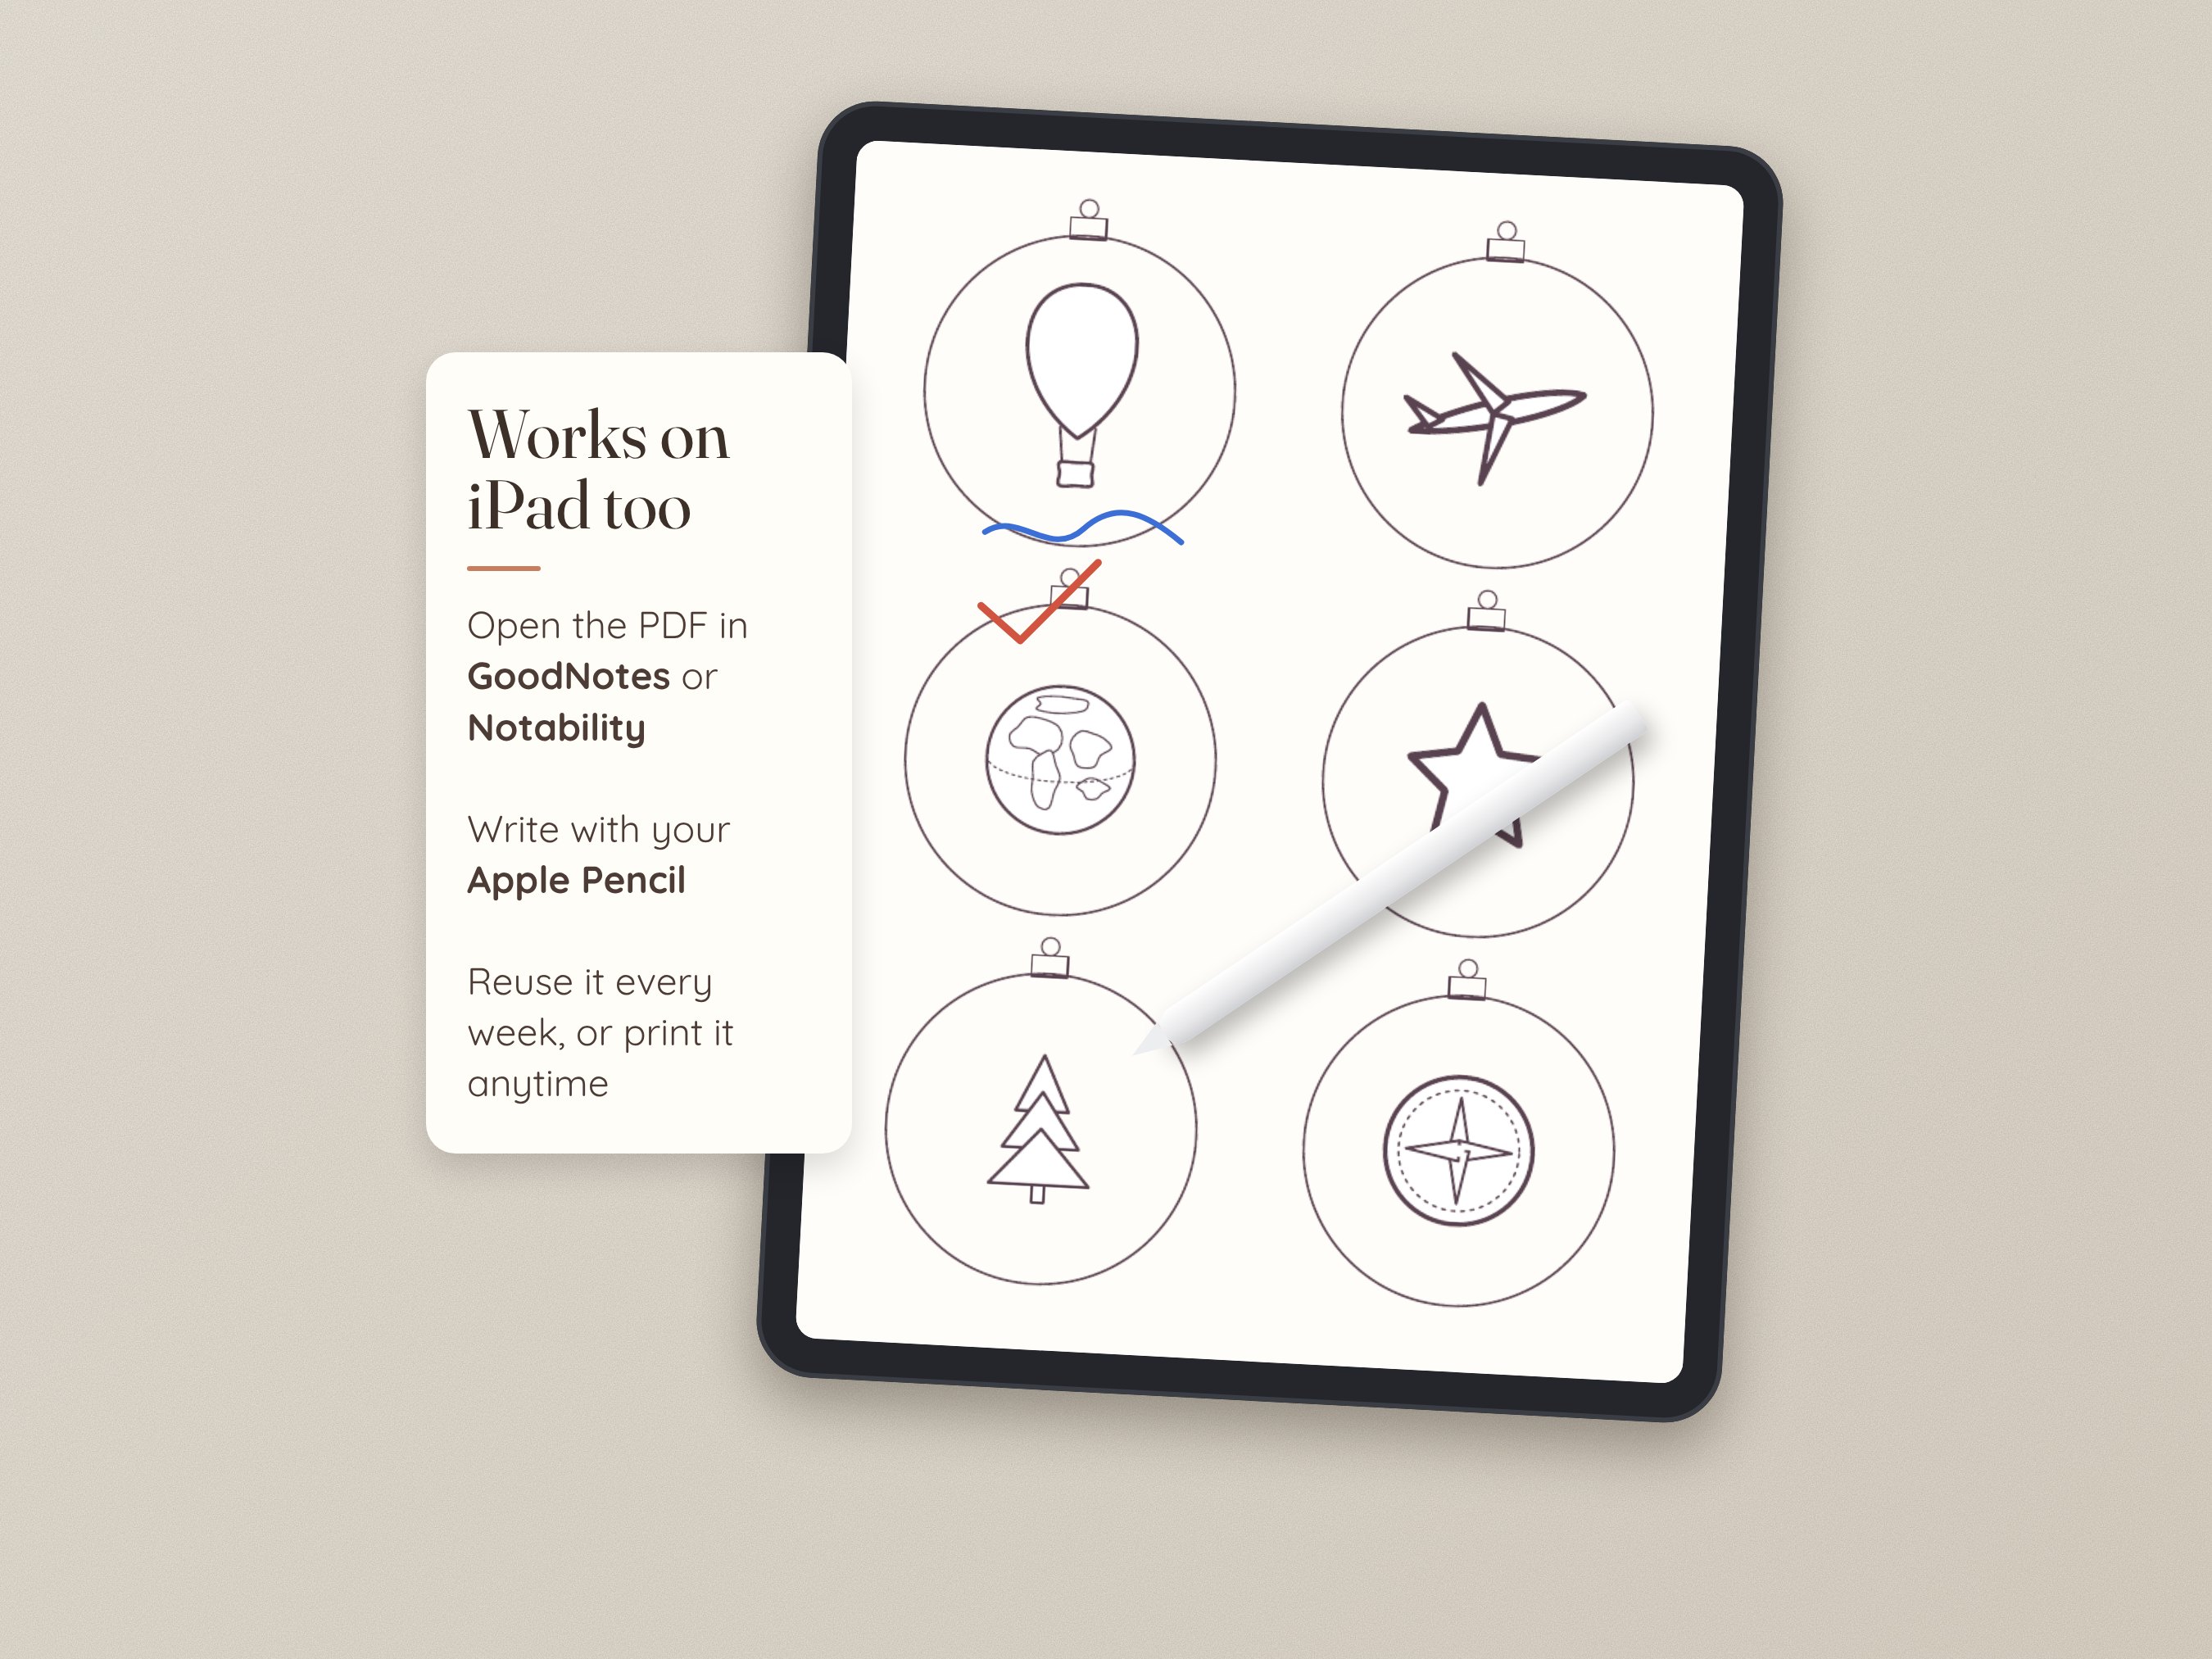 Works on
iPad too
Open the PDF in
GoodNotes or
Notability
Write with your
Apple Pencil
Reuse it every
week, or print it
anytime